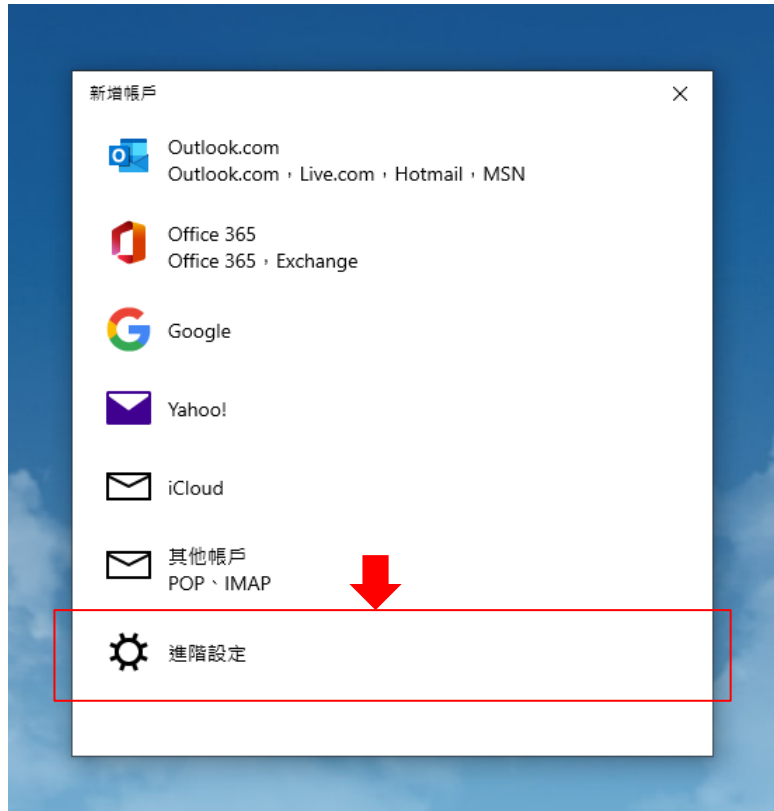 新增帳戶
Outlook.com
Outlook.com，Live.com，Hotmail，MSN
Office 365
Office 365，Exchange
Google
Yahoo!
iCloud
其他帳戶
POP、IMAP
進階設定